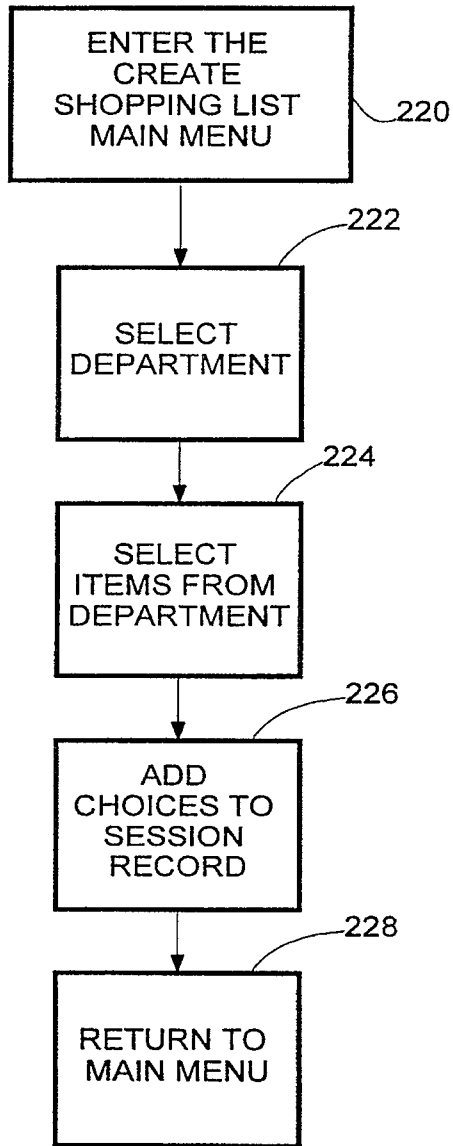 ENTER THE
CREATE
SHOPPING LIST
MAIN MENU
220
222
SELECT
DEPARTMENT
224
SELECT
ITEMS FROM
DEPARTMENT
226
ADD
CHOICES TO
SESSION
RECORD
228
RETURN TO
MAIN MENU